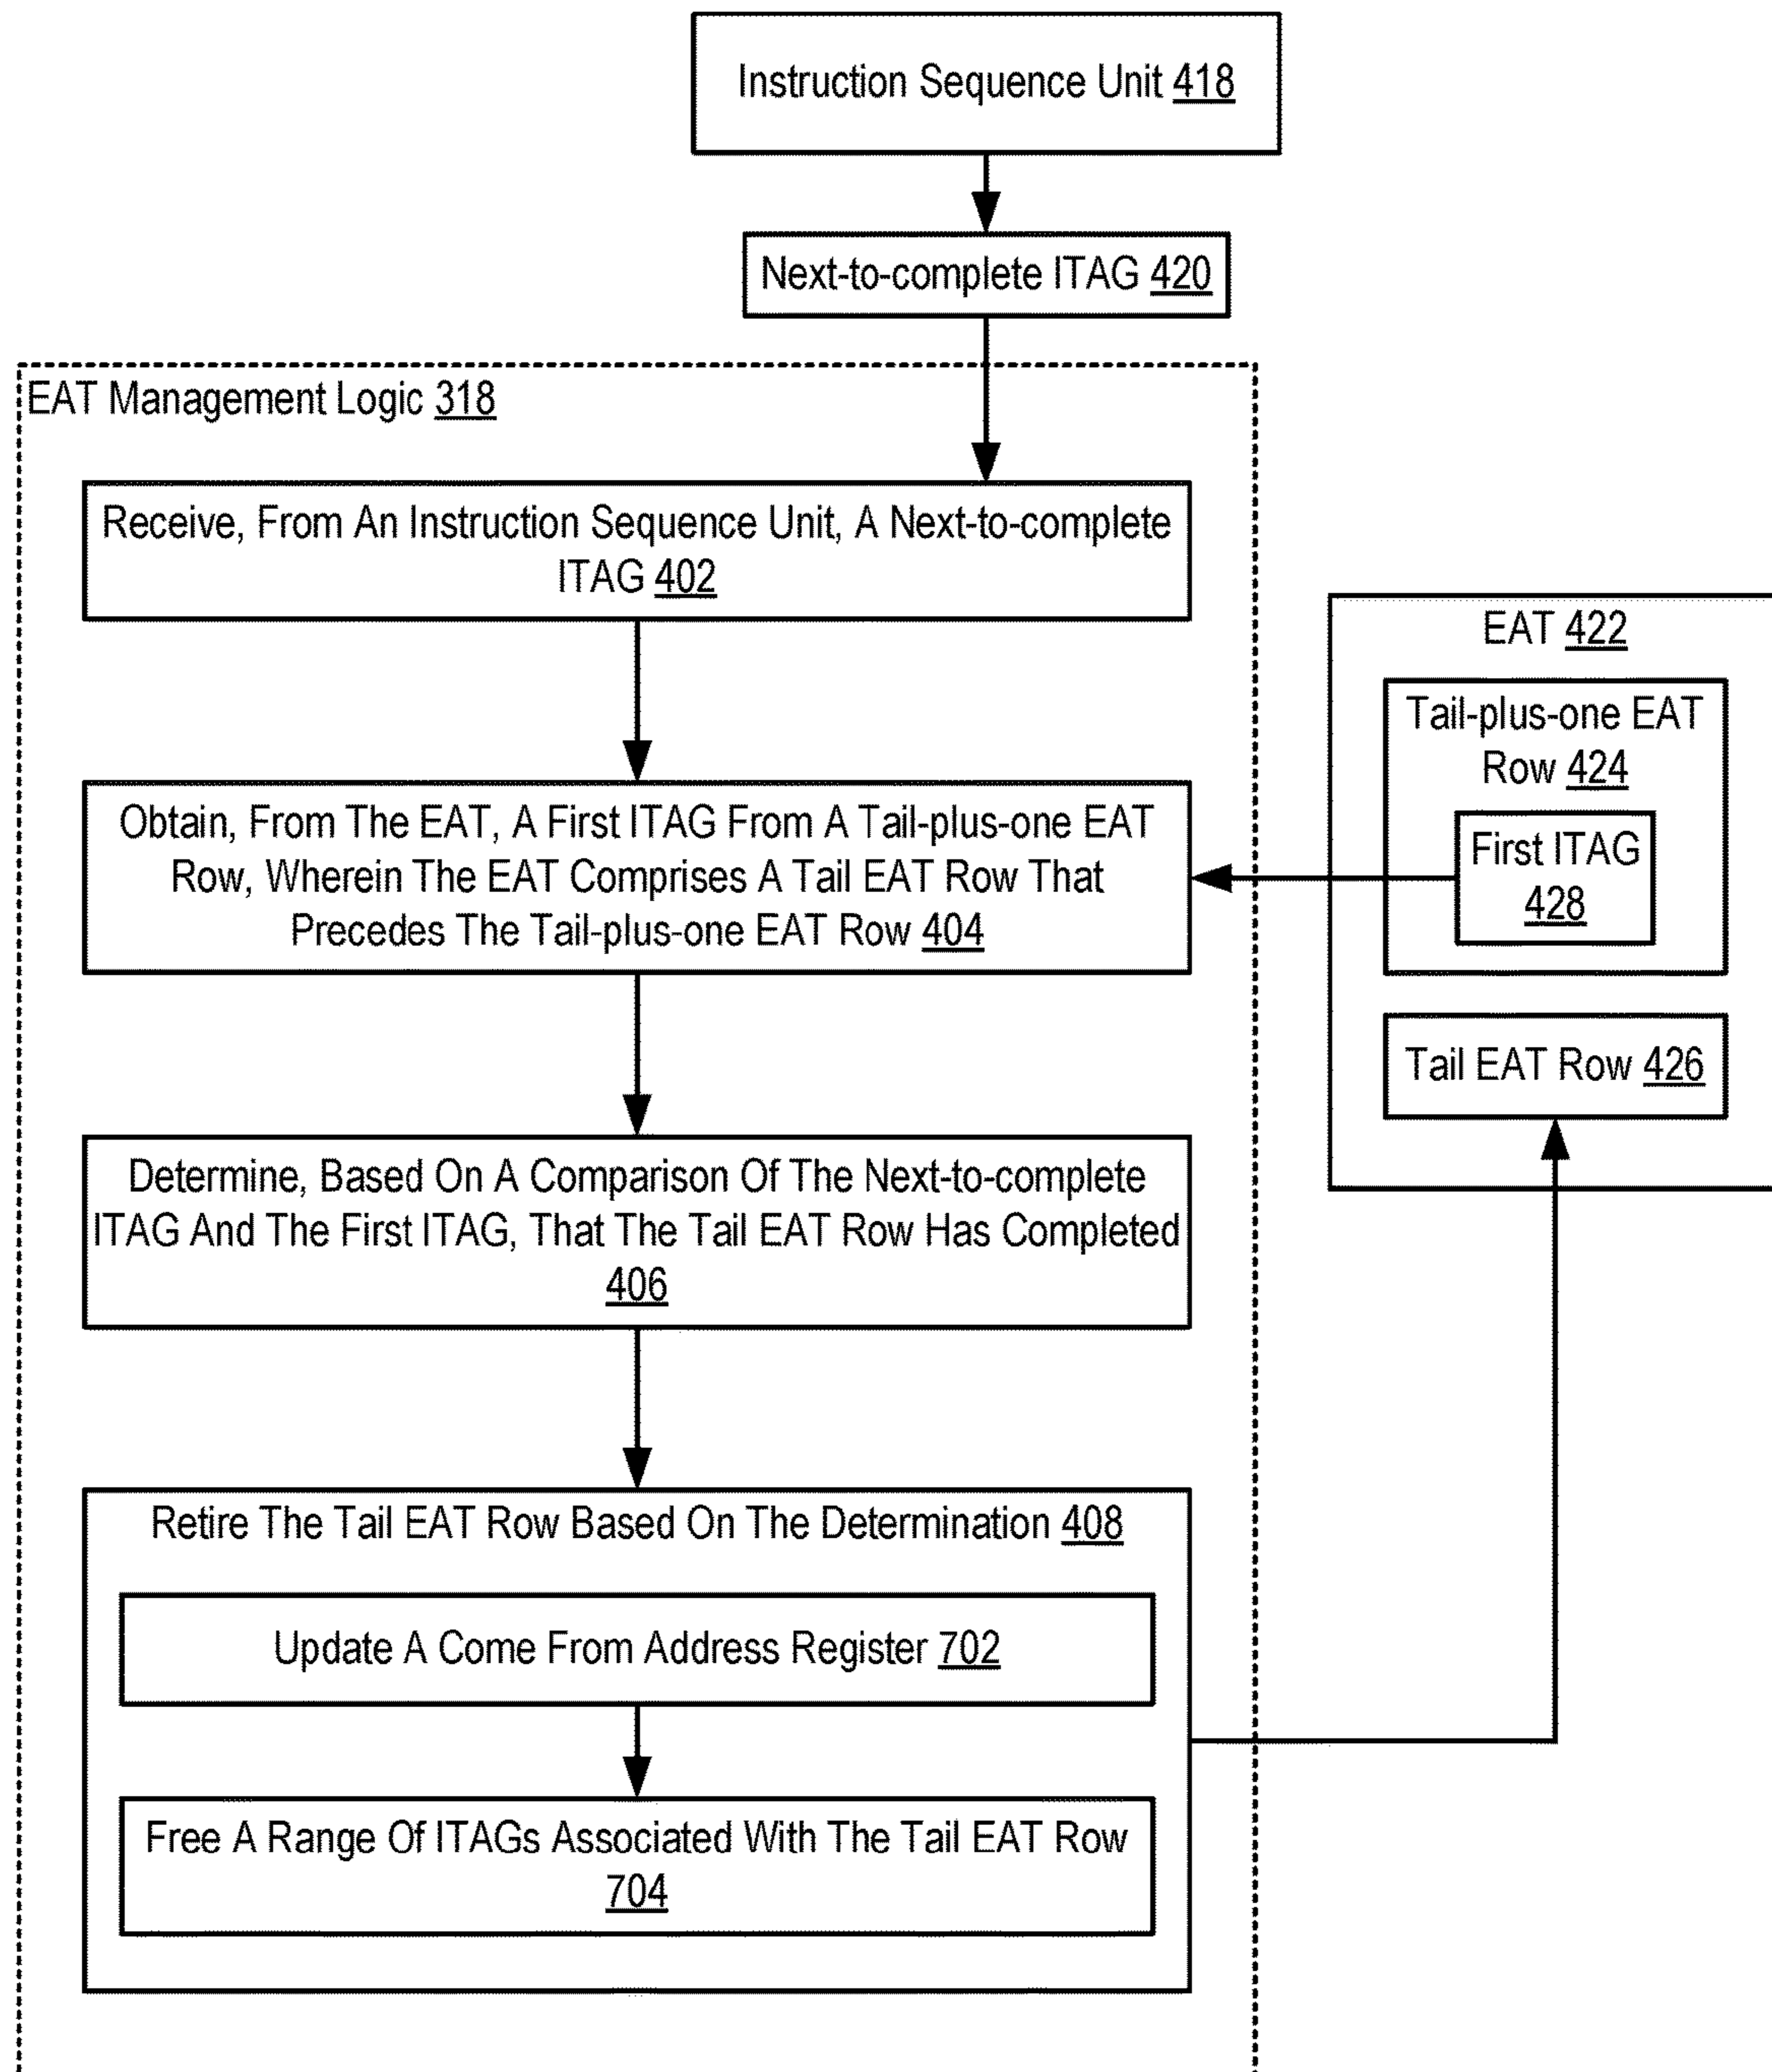 Instruction Sequence Unit 418
Next-to-complete ITAG 420
EAT Management Logic 318
Receive, From An Instruction Sequence Unit, A Next-to-complete
ITAG 402
Obtain, From The EAT, A First ITAG From A Tail-plus-one EAT
Row, Wherein The EAT Comprises A Tail EAT Row That
Precedes The Tail-plus-one EAT Row 404
Determine, Based On A Comparison Of The Next-to-complete
ITAG And The First ITAG, That The Tail EAT Row Has Completed
406
Retire The Tail EAT Row Based On The Determination 408
Update A Come From Address Register 702
Free A Range Of ITAGs Associated With The Tail EAT Row
704
EAT 422
Tail-plus-one EAT
Row 424
First ITAG
428
Tail EAT Row 426